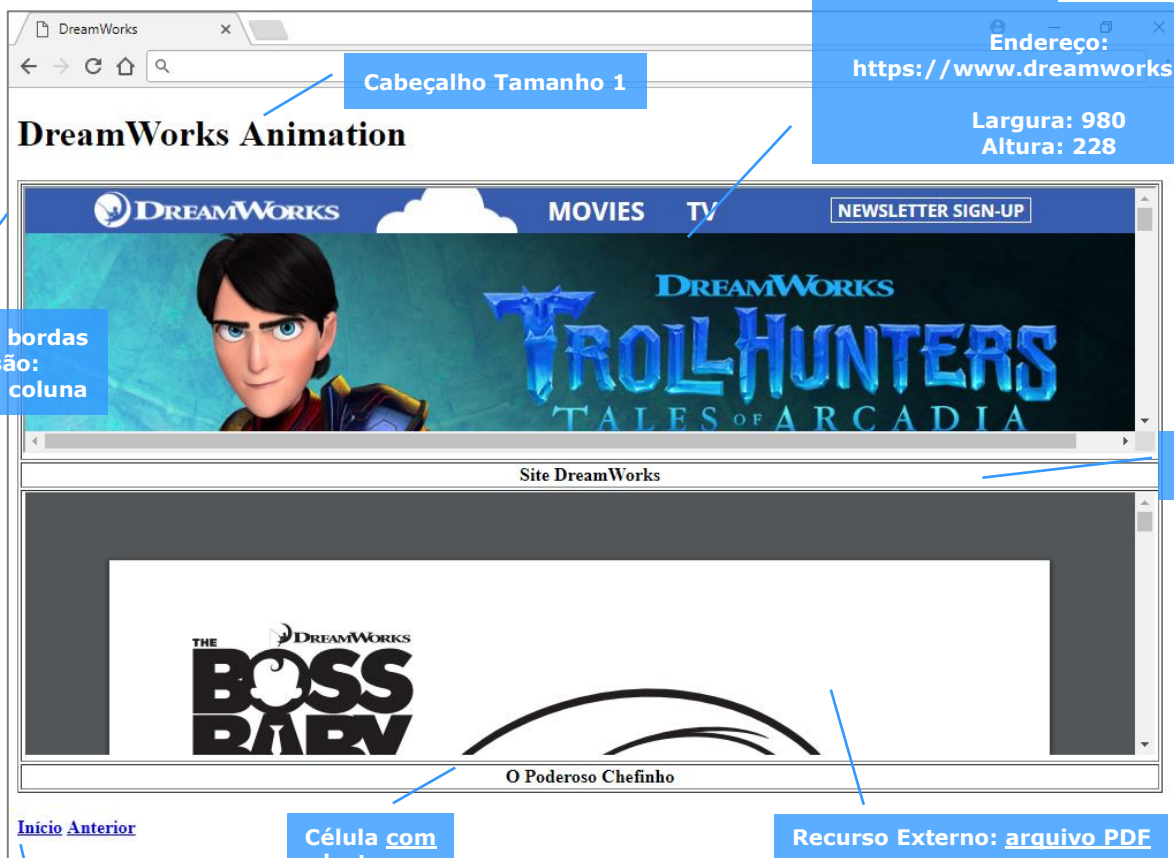 DreamWorks
Endereço:
https://www.dreamworks
Largura: 980
Altura: 228
Cabeçalho Tamanho 1
DreamWorks Animation
DREAMWORKS
MOVIES
TV
NEWSLETTER SIGN-UP
DREAMWORKS
TROLLHUNTERS
TALES OF ARCADIA
bordas
coluna
Site DreamWorks
DREAMWORKS
THE
BOSS
BABY
O Poderoso Chefinho
Início Anterior
Célula com
Recurso Externo: arquivo PDF